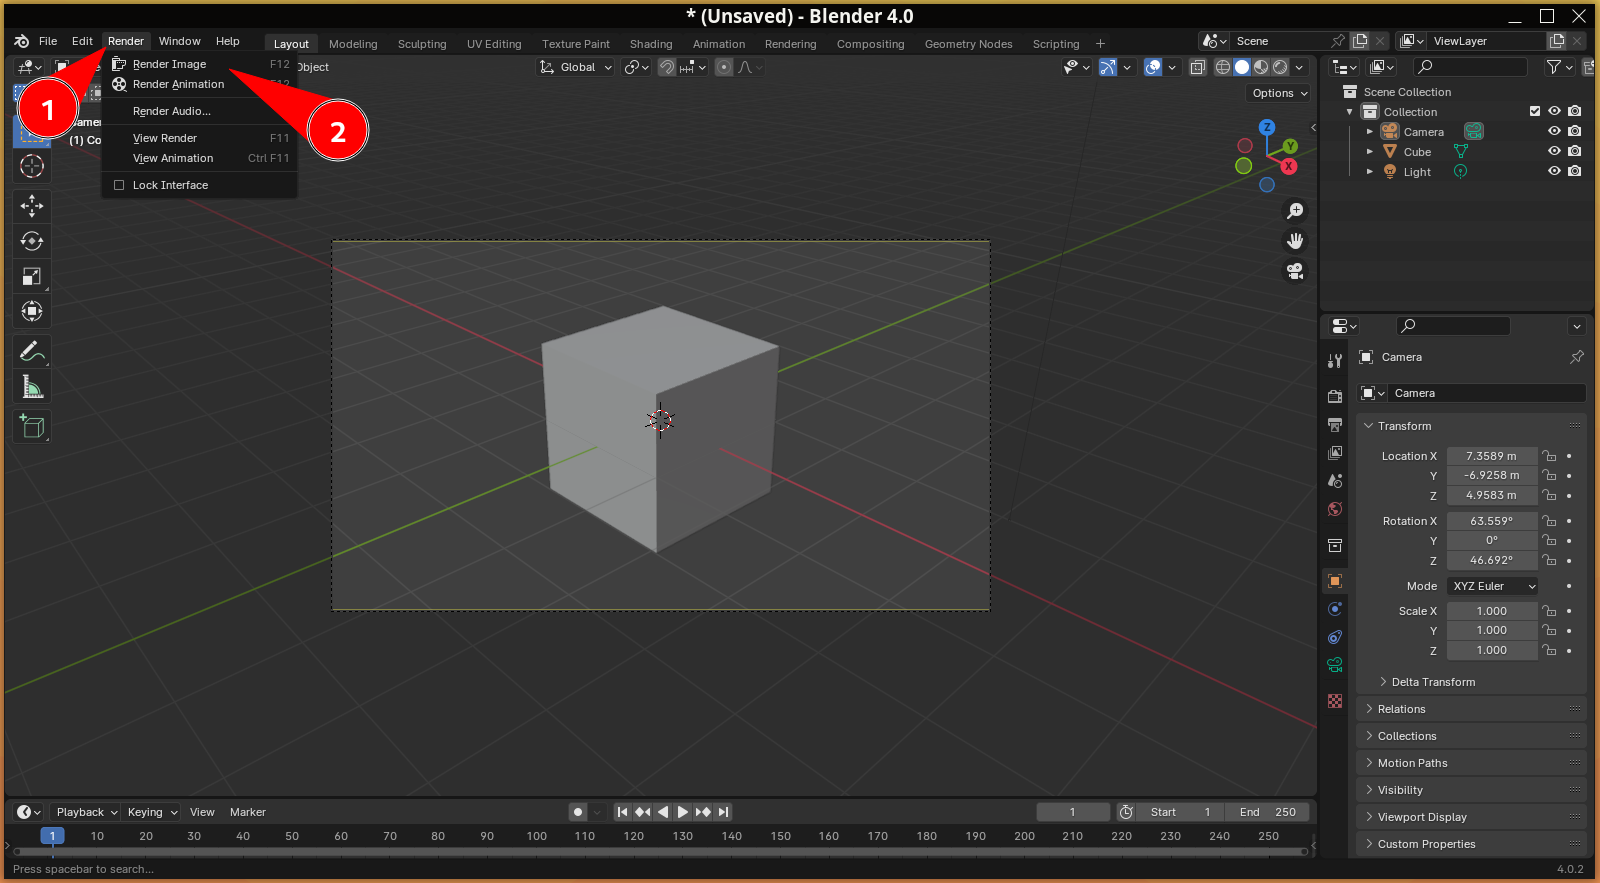 * (Unsaved) - Blender 4.0
File Edit Render Window Help
Layout Modeling Sculpting UV Editing Texture Paint Shading Animation Rendering Compositing Geometry Nodes Scripting
Scene
ViewLayer
Render Image F12
Render Animation
Render Audio...
View Render F11
View Animation Ctrl F11
Lock Interface
1
2
Object
Global
Options
(1) Co
Z
Y
X
Scene Collection
Collection
Camera
Cube
Light
Camera
Camera
Transform
Location X 7.3589 m
Y -6.9258 m
Z 4.9583 m
Rotation X 63.559°
Y 0°
Z 46.692°
Mode XYZ Euler
Scale X 1.000
Y 1.000
Z 1.000
Delta Transform
Relations
Collections
Motion Paths
Visibility
Viewport Display
Custom Properties
Playback Keying View Marker
1
Start 1
End 250
1 10 20 30 40 50 60 70 80 90 100 110 120 130 140 150 160 170 180 190 200 210 220 230 240 250
Press spacebar to search...
4.0.2